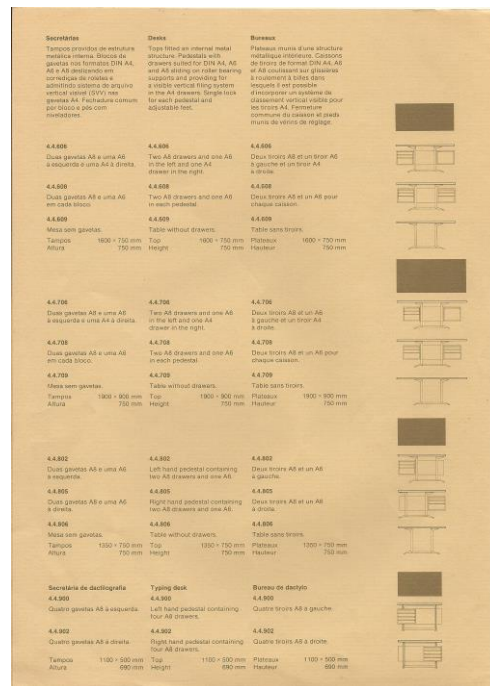 Secretárias
Tampos providos de estrutura
metálica interna. Blocos de
gavetas nos formatos DIN A4,
A6 e A8 deslizando em
corrediças de roletes e
admitindo sistema de arquivo
vertical visível (SVV) nas
gavetas A4. Fechadura comum
por bloco e pés com
niveladores.
Desks
Tops fitted an internal metal
structure. Pedestals with
drawers suited for DIN A4, A6
and A8 sliding on roller bearing
supports and providing for
a visible vertical filing system
in the A4 drawers. Single lock
for each pedestal and
adjustable feet.
Bureaux
Plateaux munis d'une structure
métallique intérieure. Caissons
de tiroirs de format DIN A4, A6
et A8 coulissant sur glissières
à roulement à billes dans
lesquels il est possible
d'incorporer un système de
classement vertical visible pour
les tiroirs A4. Fermeture
commune du caisson et pieds
munis de vérins de réglage.
4.4.606
Duas gavetas A8 e uma A6
à esquerda e uma A4 à direita.
4.4.606
Two A8 drawers and one A6
in the left and one A4
drawer in the right.
4.4.606
Deux tiroirs A8 et un tiroir A6
à gauche et un tiroir A4
à droite.
4.4.608
Duas gavetas A8 e uma A6
em cada bloco.
4.4.608
Two A8 drawers and one A6
in each pedestal.
4.4.608
Deux tiroirs A8 et un A6 pour
chaque caisson.
4.4.609
Mesa sem gavetas.
Tampos 1600 × 750 mm
Altura 750 mm
4.4.609
Table without drawers.
Top 1600 × 750 mm
Height 750 mm
4.4.609
Table sans tiroirs.
Plateaux 1600 × 750 mm
Hauteur 750 mm
4.4.706
Duas gavetas A8 e uma A6
à esquerda e uma A4 à direita.
4.4.706
Two A8 drawers and one A6
in the left and one A4
drawer in the right.
4.4.706
Deux tiroirs A8 et un A6
à gauche et un tiroir A4
à droite.
4.4.708
Duas gavetas A8 e uma A6
em cada bloco.
4.4.708
Two A8 drawers and one A6
in each pedestal.
4.4.708
Deux tiroirs A8 et un A6 pour
chaque caisson.
4.4.709
Mesa sem gavetas.
Tampos 1900 × 900 mm
Altura 750 mm
4.4.709
Table without drawers.
Top 1900 × 900 mm
Height 750 mm
4.4.709
Table sans tiroirs.
Plateaux 1900 × 900 mm
Hauteur 750 mm
4.4.802
Duas gavetas A8 e uma A6
à esquerda.
4.4.802
Left hand pedestal containing
two A8 drawers and one A6.
4.4.802
Deux tiroirs A8 et un A6
à gauche.
4.4.805
Duas gavetas A8 e uma A6
à direita.
4.4.805
Right hand pedestal containing
two A8 drawers and one A6.
4.4.805
Deux tiroirs A8 et un A6
à droite.
4.4.806
Mesa sem gavetas.
Tampos 1350 × 750 mm
Altura 750 mm
4.4.806
Table without drawers.
Top 1350 × 750 mm
Height 750 mm
4.4.806
Table sans tiroirs.
Plateaux 1350 × 750 mm
Hauteur 750 mm
Secretária de dactilografia
4.4.900
Quatro gavetas A8 à esquerda.
Typing desk
4.4.900
Left hand pedestal containing
four A8 drawers.
Bureau de dactylo
4.4.900
Quatre tiroirs A8 à gauche.
4.4.902
Quatro gavetas A8 à direita.
Tampos 1100 × 500 mm
Altura 690 mm
4.4.902
Right hand pedestal containing
four A8 drawers.
Top 1100 × 500 mm
Height 690 mm
4.4.902
Quatre tiroirs A8 à droite.
Plateaux 1100 × 500 mm
Hauteur 690 mm